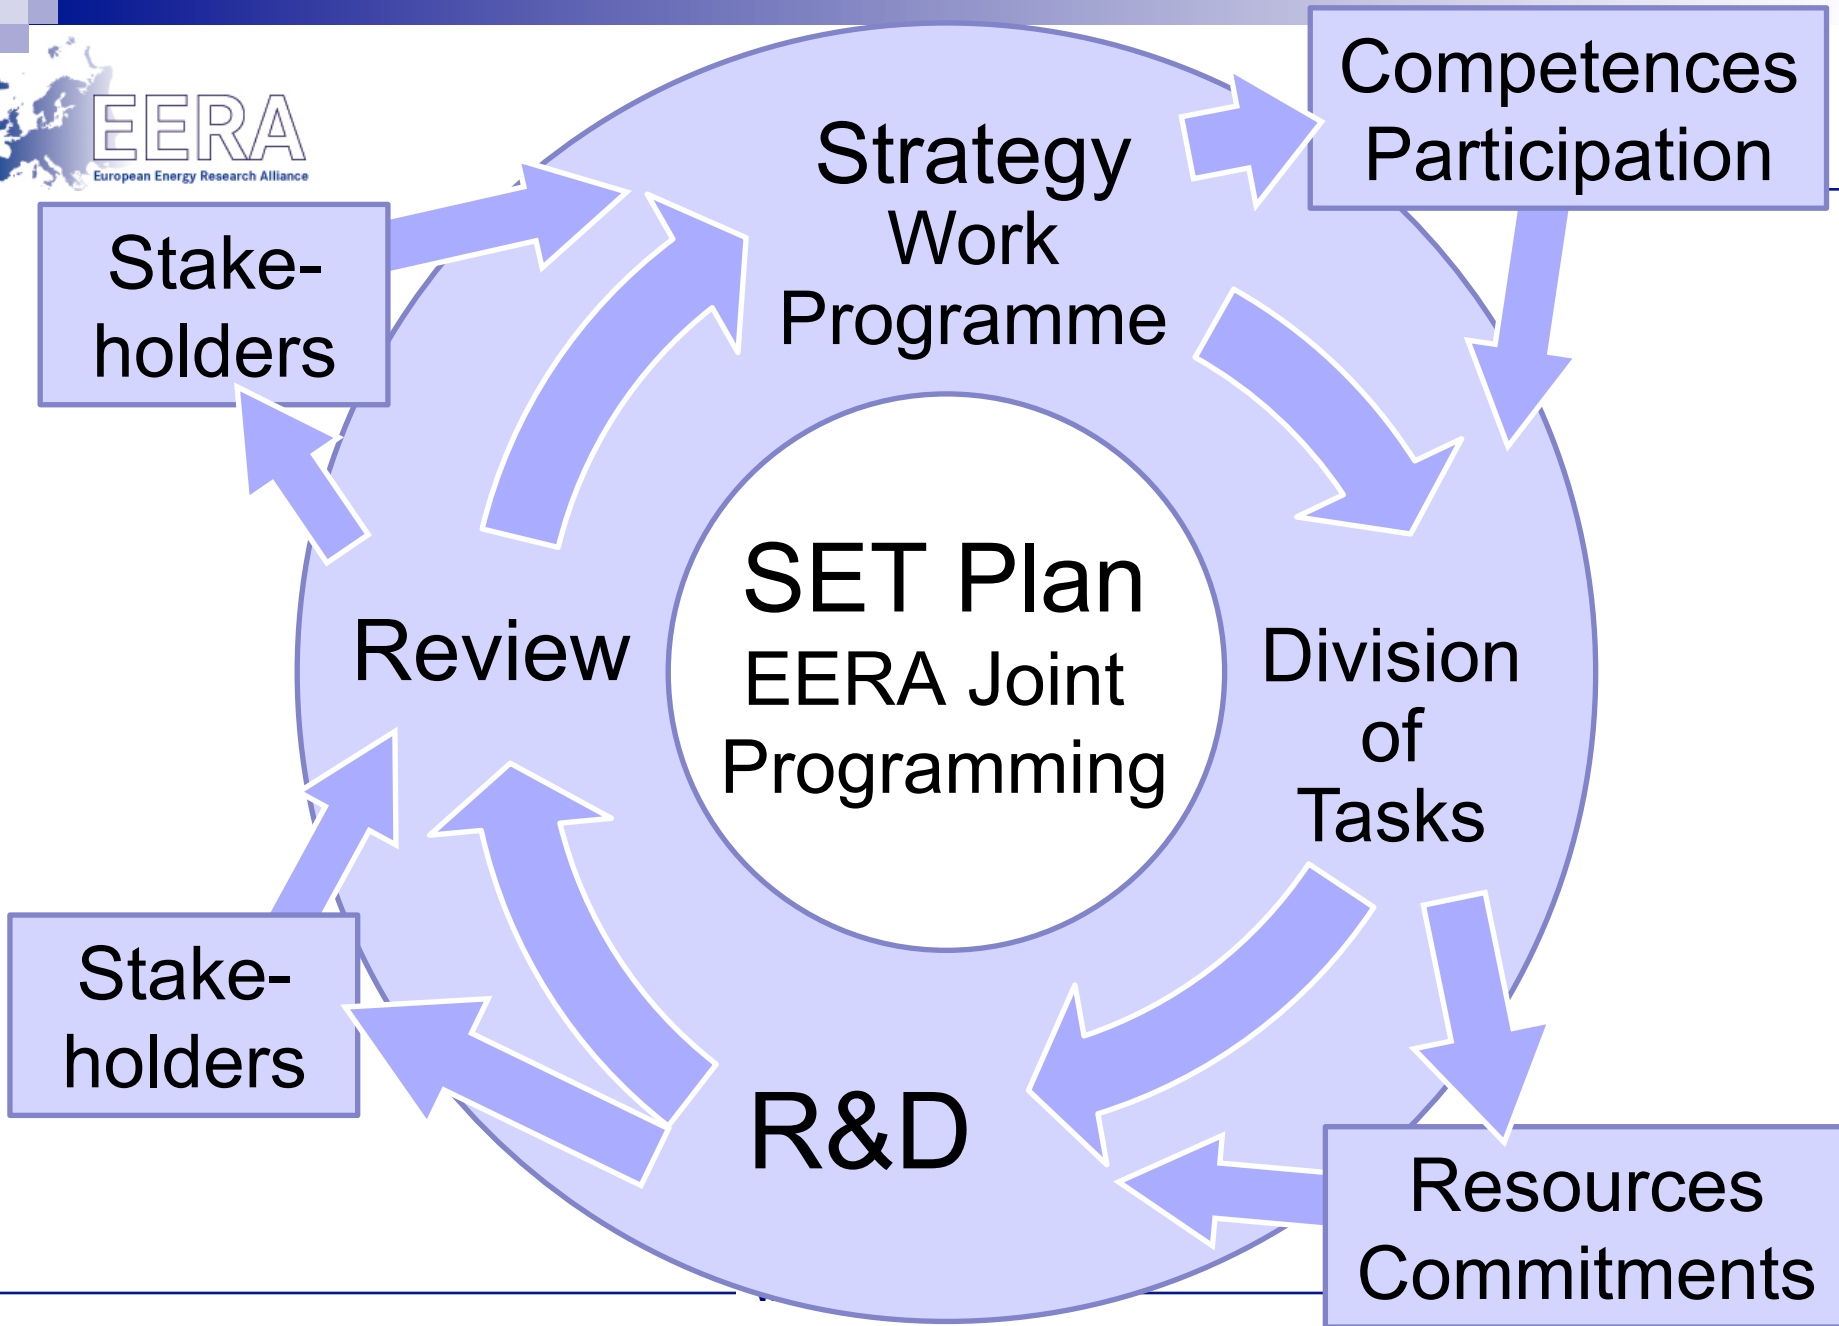 EERA
European Energy Research Alliance
Competences
Participation
Strategy
Work
Programme
Stake-
holders
SET Plan
EERA Joint
Programming
Review
Division
of
Tasks
Stake-
holders
R&D
Resources
Commitments